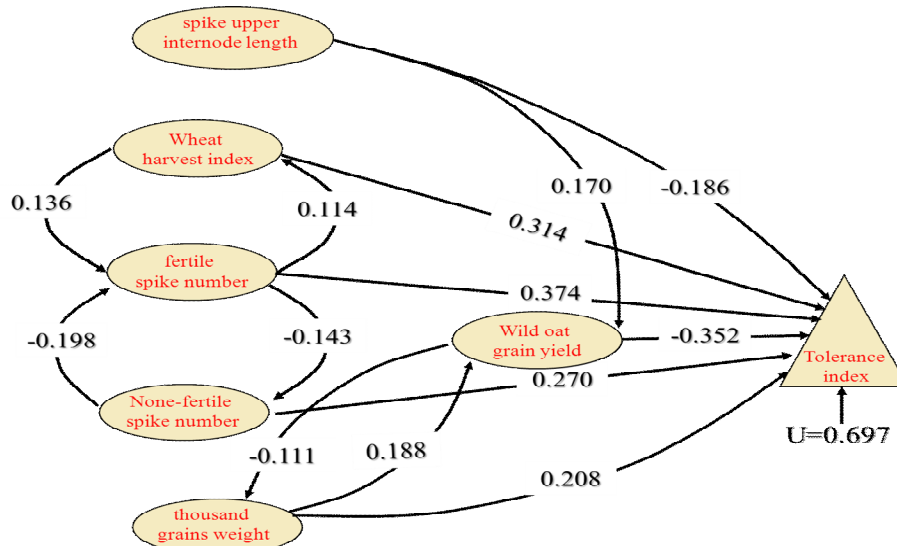 spike upper
internode length
0.170
-0.186
Wheat
harvest index
0.136
0.114
0.314
fertile
spike number
0.374
-0.198
-0.143
Wild oat
grain yield
-0.352
Tolerance
index
None-fertile
spike number
0.270
U=0.697
-0.111
0.188
0.208
thousand
grains weight